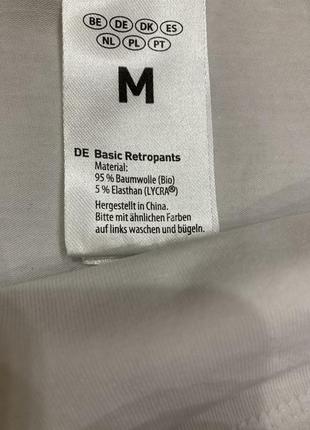 BE DE DK ES
NL PL PT
M
DE Basic Retropants
Material:
95 % Baumwolle (Bio)
5 % Elasthan (LYCRA®)
Hergestellt in China.
Bitte mit ähnlichen Farben
auf links waschen und bügeln.